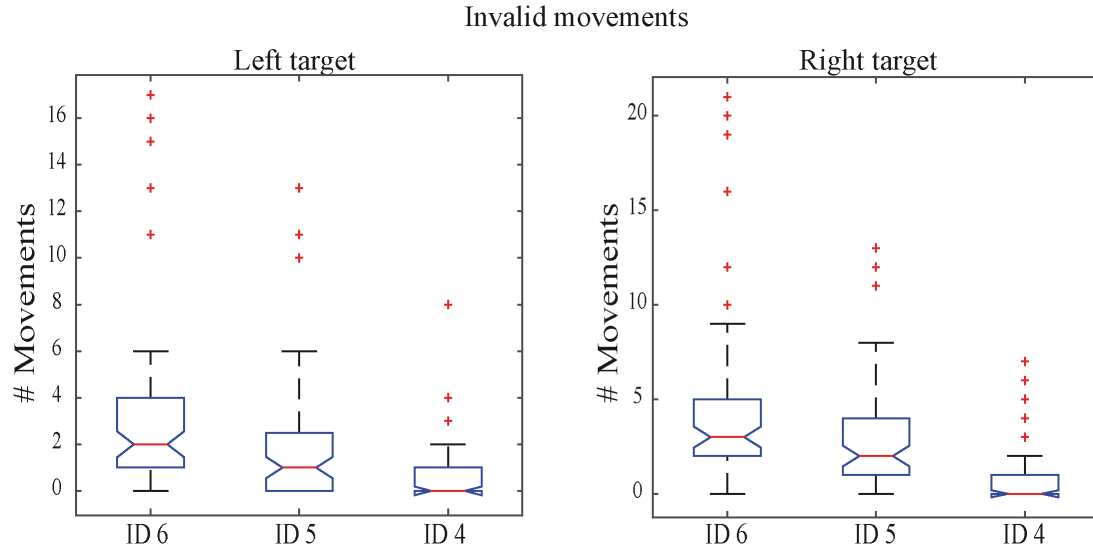 Invalid movements
Left target
# Movements
16
14
12
10
8
6
4
2
0
ID 6
ID 5
ID 4
Right target
# Movements
20
15
10
5
0
ID 6
ID 5
ID 4